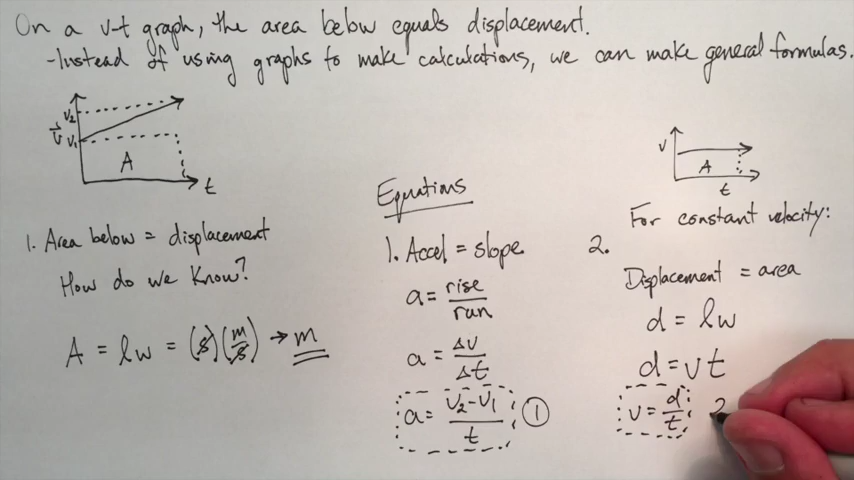 On a v-t graph, the area below equals displacement.
-Instead of using graphs to make calculations, we can make general formulas.
v⃗
v₂
v₁
A
t
1. Area below = displacement
How do we know?
A = lw = (s)(m/s) → m
Equations
1. Accel = slope
a = rise/run
a = Δv/Δt
a = v₂-v₁/t ①
v
A
t
For constant velocity:
2.
Displacement = area
d = lw
d = vt
v = d/t 2